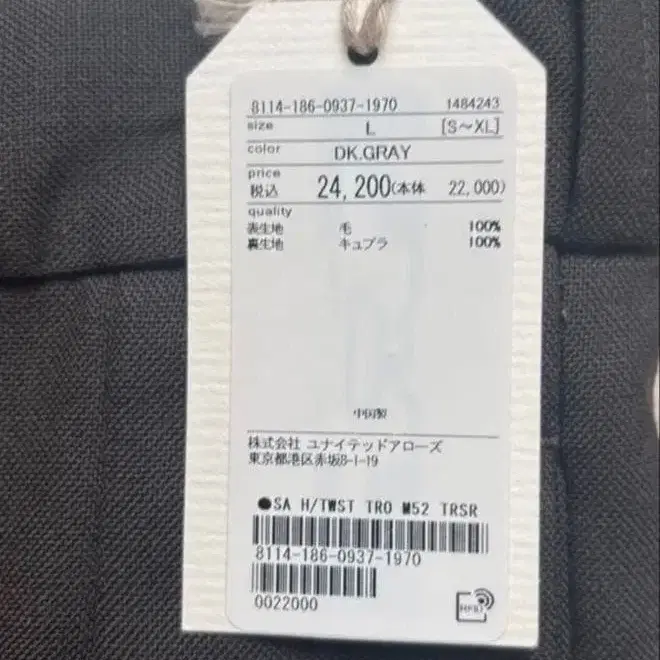 8114-186-0937-1970 1484243
size L [S～XL]
color DK.GRAY
price
税込 24,200(本体 22,000)
quality
表生地 毛 100%
裏生地 キュプラ 100%
中国製
株式会社 ユナイテッドアローズ
東京都港区赤坂8-1-19
●SA H/TWST TRO M52 TRSR
8114-186-0937-1970
0022000
RFID